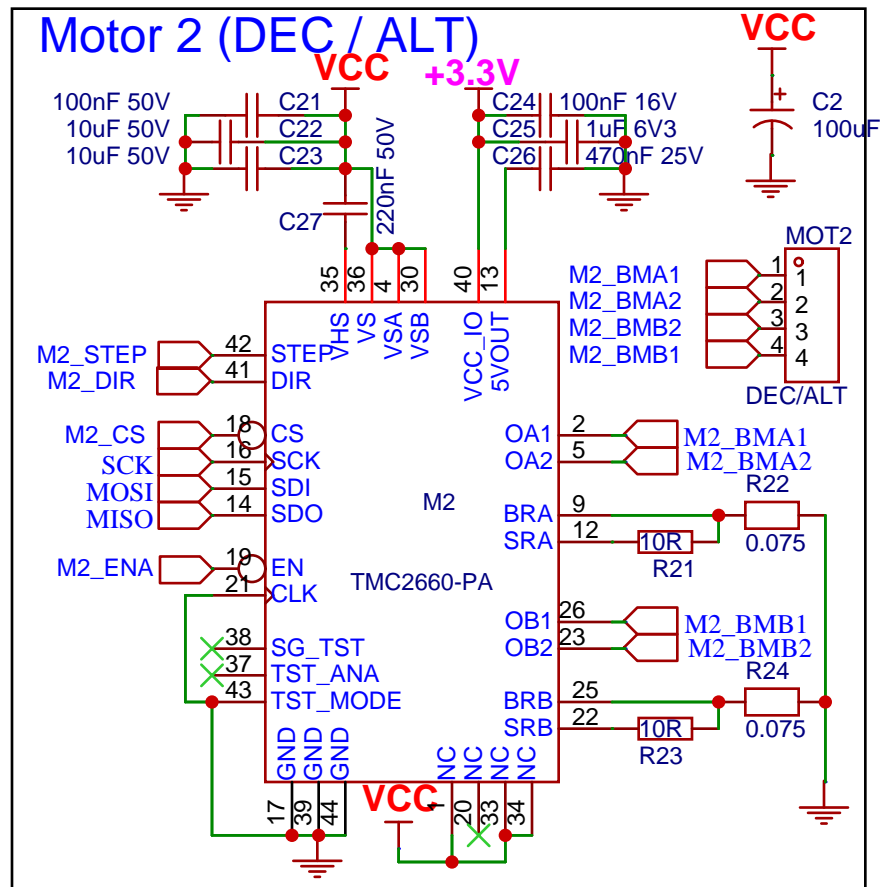 Motor 2 (DEC / ALT)
VCC
VCC
+3.3V
100nF 50V
C21
C24
100nF 16V
C2
10uF 50V
C22
C25
1uF 6V3
100uF
10uF 50V
C23
C26
470nF 25V
C27
220nF 50V
MOT2
35
36
4
30
40
13
M2_BMA1
1
1
M2_BMA2
2
2
M2_BMB2
3
3
M2_BMB1
4
4
DEC/ALT
VHS
VS
VSA
VSB
VCC_IO
5VOUT
M2_STEP
42
STEP
M2_DIR
41
DIR
M2_CS
18
CS
OA1
2
M2_BMA1
SCK
16
SCK
OA2
5
M2_BMA2
MOSI
15
SDI
R22
MISO
14
SDO
M2
BRA
9
0.075
SRA
12
10R
R21
M2_ENA
19
EN
21
CLK
TMC2660-PA
OB1
26
M2_BMB1
38
SG_TST
OB2
23
M2_BMB2
37
TST_ANA
R24
43
TST_MODE
BRB
25
0.075
SRB
22
10R
R23
GND
GND
GND
NC
NC
NC
NC
VCC
17
39
44
1
20
33
34